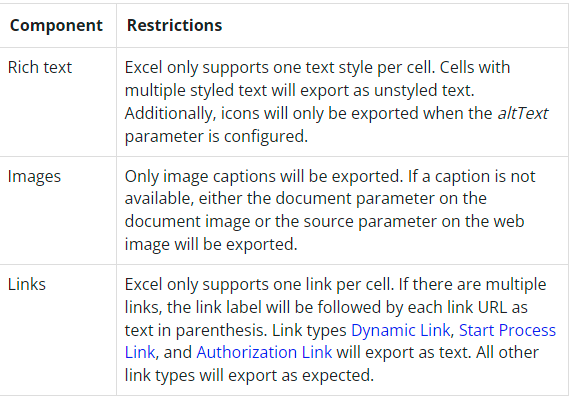 Component Restrictions
Rich text Excel only supports one text style per cell. Cells with
multiple styled text will export as unstyled text.
Additionally, icons will only be exported when the altText
parameter is configured.
Images Only image captions will be exported. If a caption is not
available, either the document parameter on the
document image or the source parameter on the web
image will be exported.
Links Excel only supports one link per cell. If there are multiple
links, the link label will be followed by each link URL as
text in parenthesis. Link types Dynamic Link, Start Process
Link, and Authorization Link will export as text. All other
link types will export as expected.